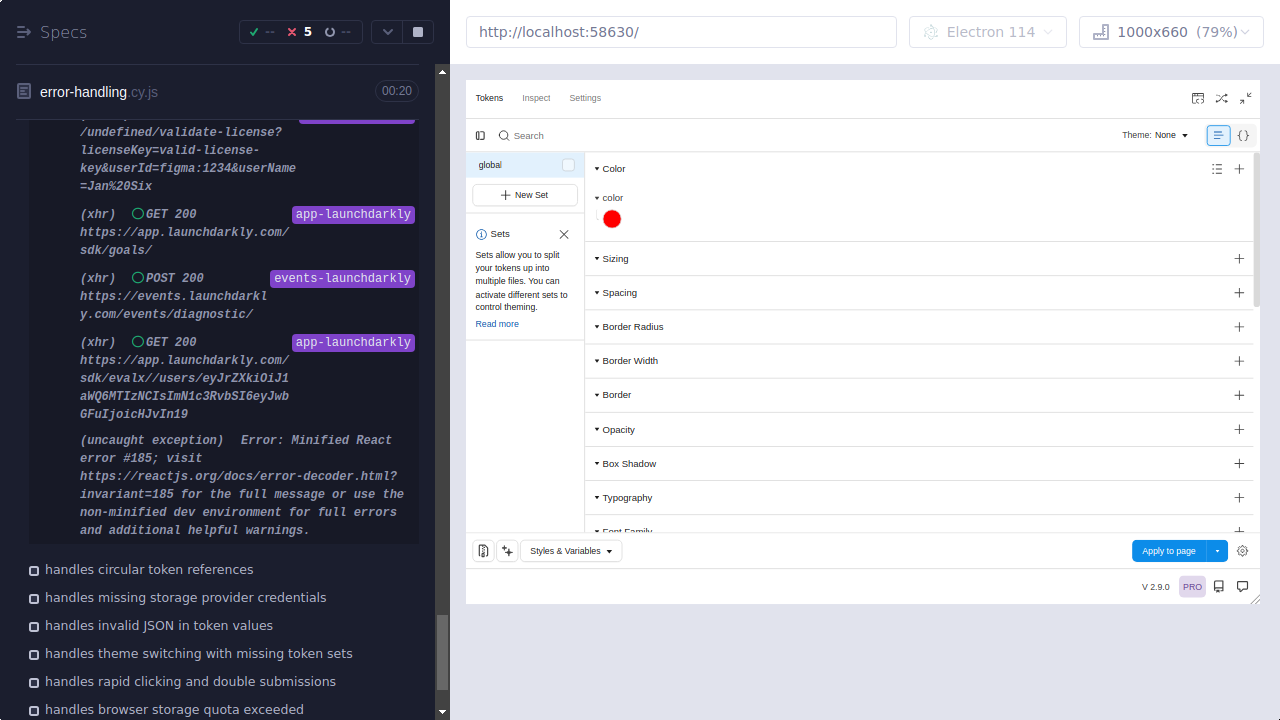 Specs
--
5
--
error-handling.cy.js
00:20
/undefined/validate-license?
licenseKey=valid-license-
key&userId=figma:1234&userName
=Jan%20Six
(xhr) GET 200 app-launchdarkly
https://app.launchdarkly.com/
sdk/goals/
(xhr) POST 200 events-launchdarkly
https://events.launchdarkl
y.com/events/diagnostic/
(xhr) GET 200 app-launchdarkly
https://app.launchdarkly.com/
sdk/evalx//users/eyJrZXkiOiJ1
aWQ6MTIzNCIsImN1c3RvbSI6eyJwb
GFuIjoicHJvIn19
(uncaught exception) Error: Minified React
error #185; visit
https://reactjs.org/docs/error-decoder.html?
invariant=185 for the full message or use the
non-minified dev environment for full errors
and additional helpful warnings.
handles circular token references
handles missing storage provider credentials
handles invalid JSON in token values
handles theme switching with missing token sets
handles rapid clicking and double submissions
handles browser storage quota exceeded
http://localhost:58630/
Electron 114
1000x660 (79%)
Tokens Inspect Settings
Search
Theme: None
{}
global
New Set
Sets
Sets allow you to split
your tokens up into
multiple files. You can
activate different sets to
control theming.
Read more
Color
color
Sizing
Spacing
Border Radius
Border Width
Border
Opacity
Box Shadow
Typography
Font Family
Styles & Variables
Apply to page
V 2.9.0
PRO